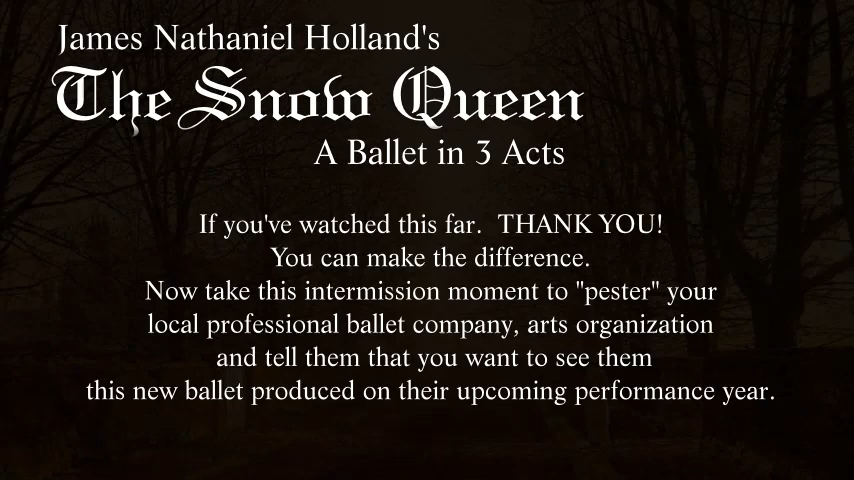 James Nathaniel Holland's
The Snow Queen
A Ballet in 3 Acts
If you've watched this far.  THANK YOU!
You can make the difference.
Now take this intermission moment to "pester" your
local professional ballet company, arts organization
and tell them that you want to see them
this new ballet produced on their upcoming performance year.